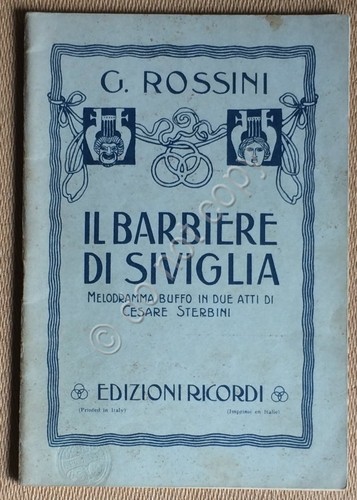 G. ROSSINI
IL BARBIERE
DI SIVIGLIA
MELODRAMMA BUFFO IN DUE ATTI DI
CESARE STERBINI
EDIZIONI RICORDI
(Printed in Italy) (Imprimé en Italie)